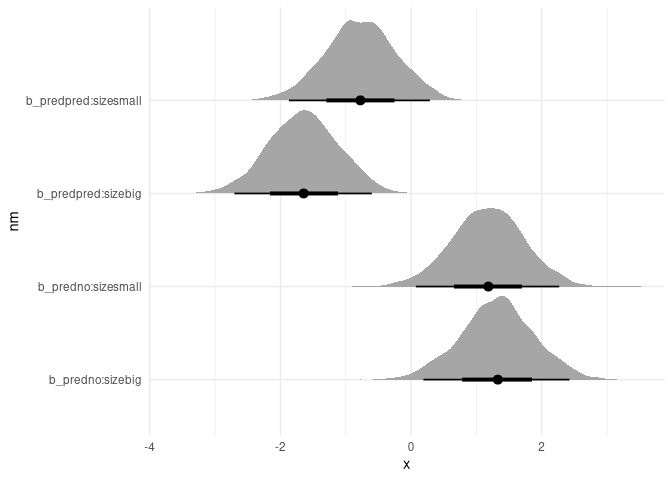 b_predpred:sizesmall
b_predpred:sizebig
b_predno:sizesmall
b_predno:sizebig
nm
-4 -2 0 2
x